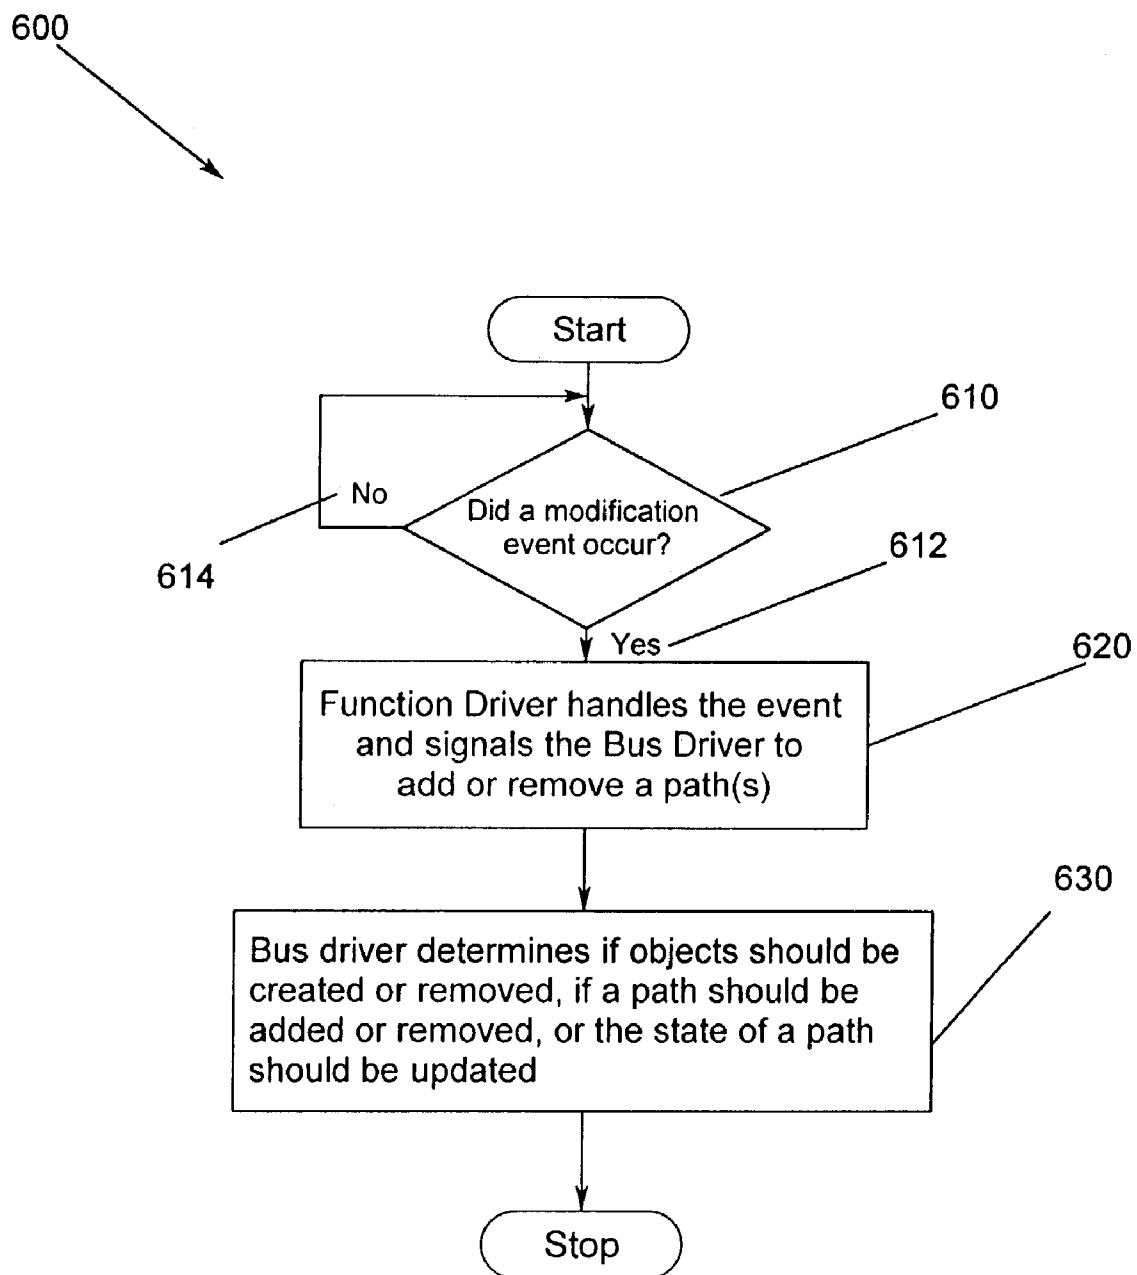 600
Start
610
No
Did a modification
event occur?
614
612
Yes
620
Function Driver handles the event
and signals the Bus Driver to
add or remove a path(s)
630
Bus driver determines if objects should be
created or removed, if a path should be
added or removed, or the state of a path
should be updated
Stop